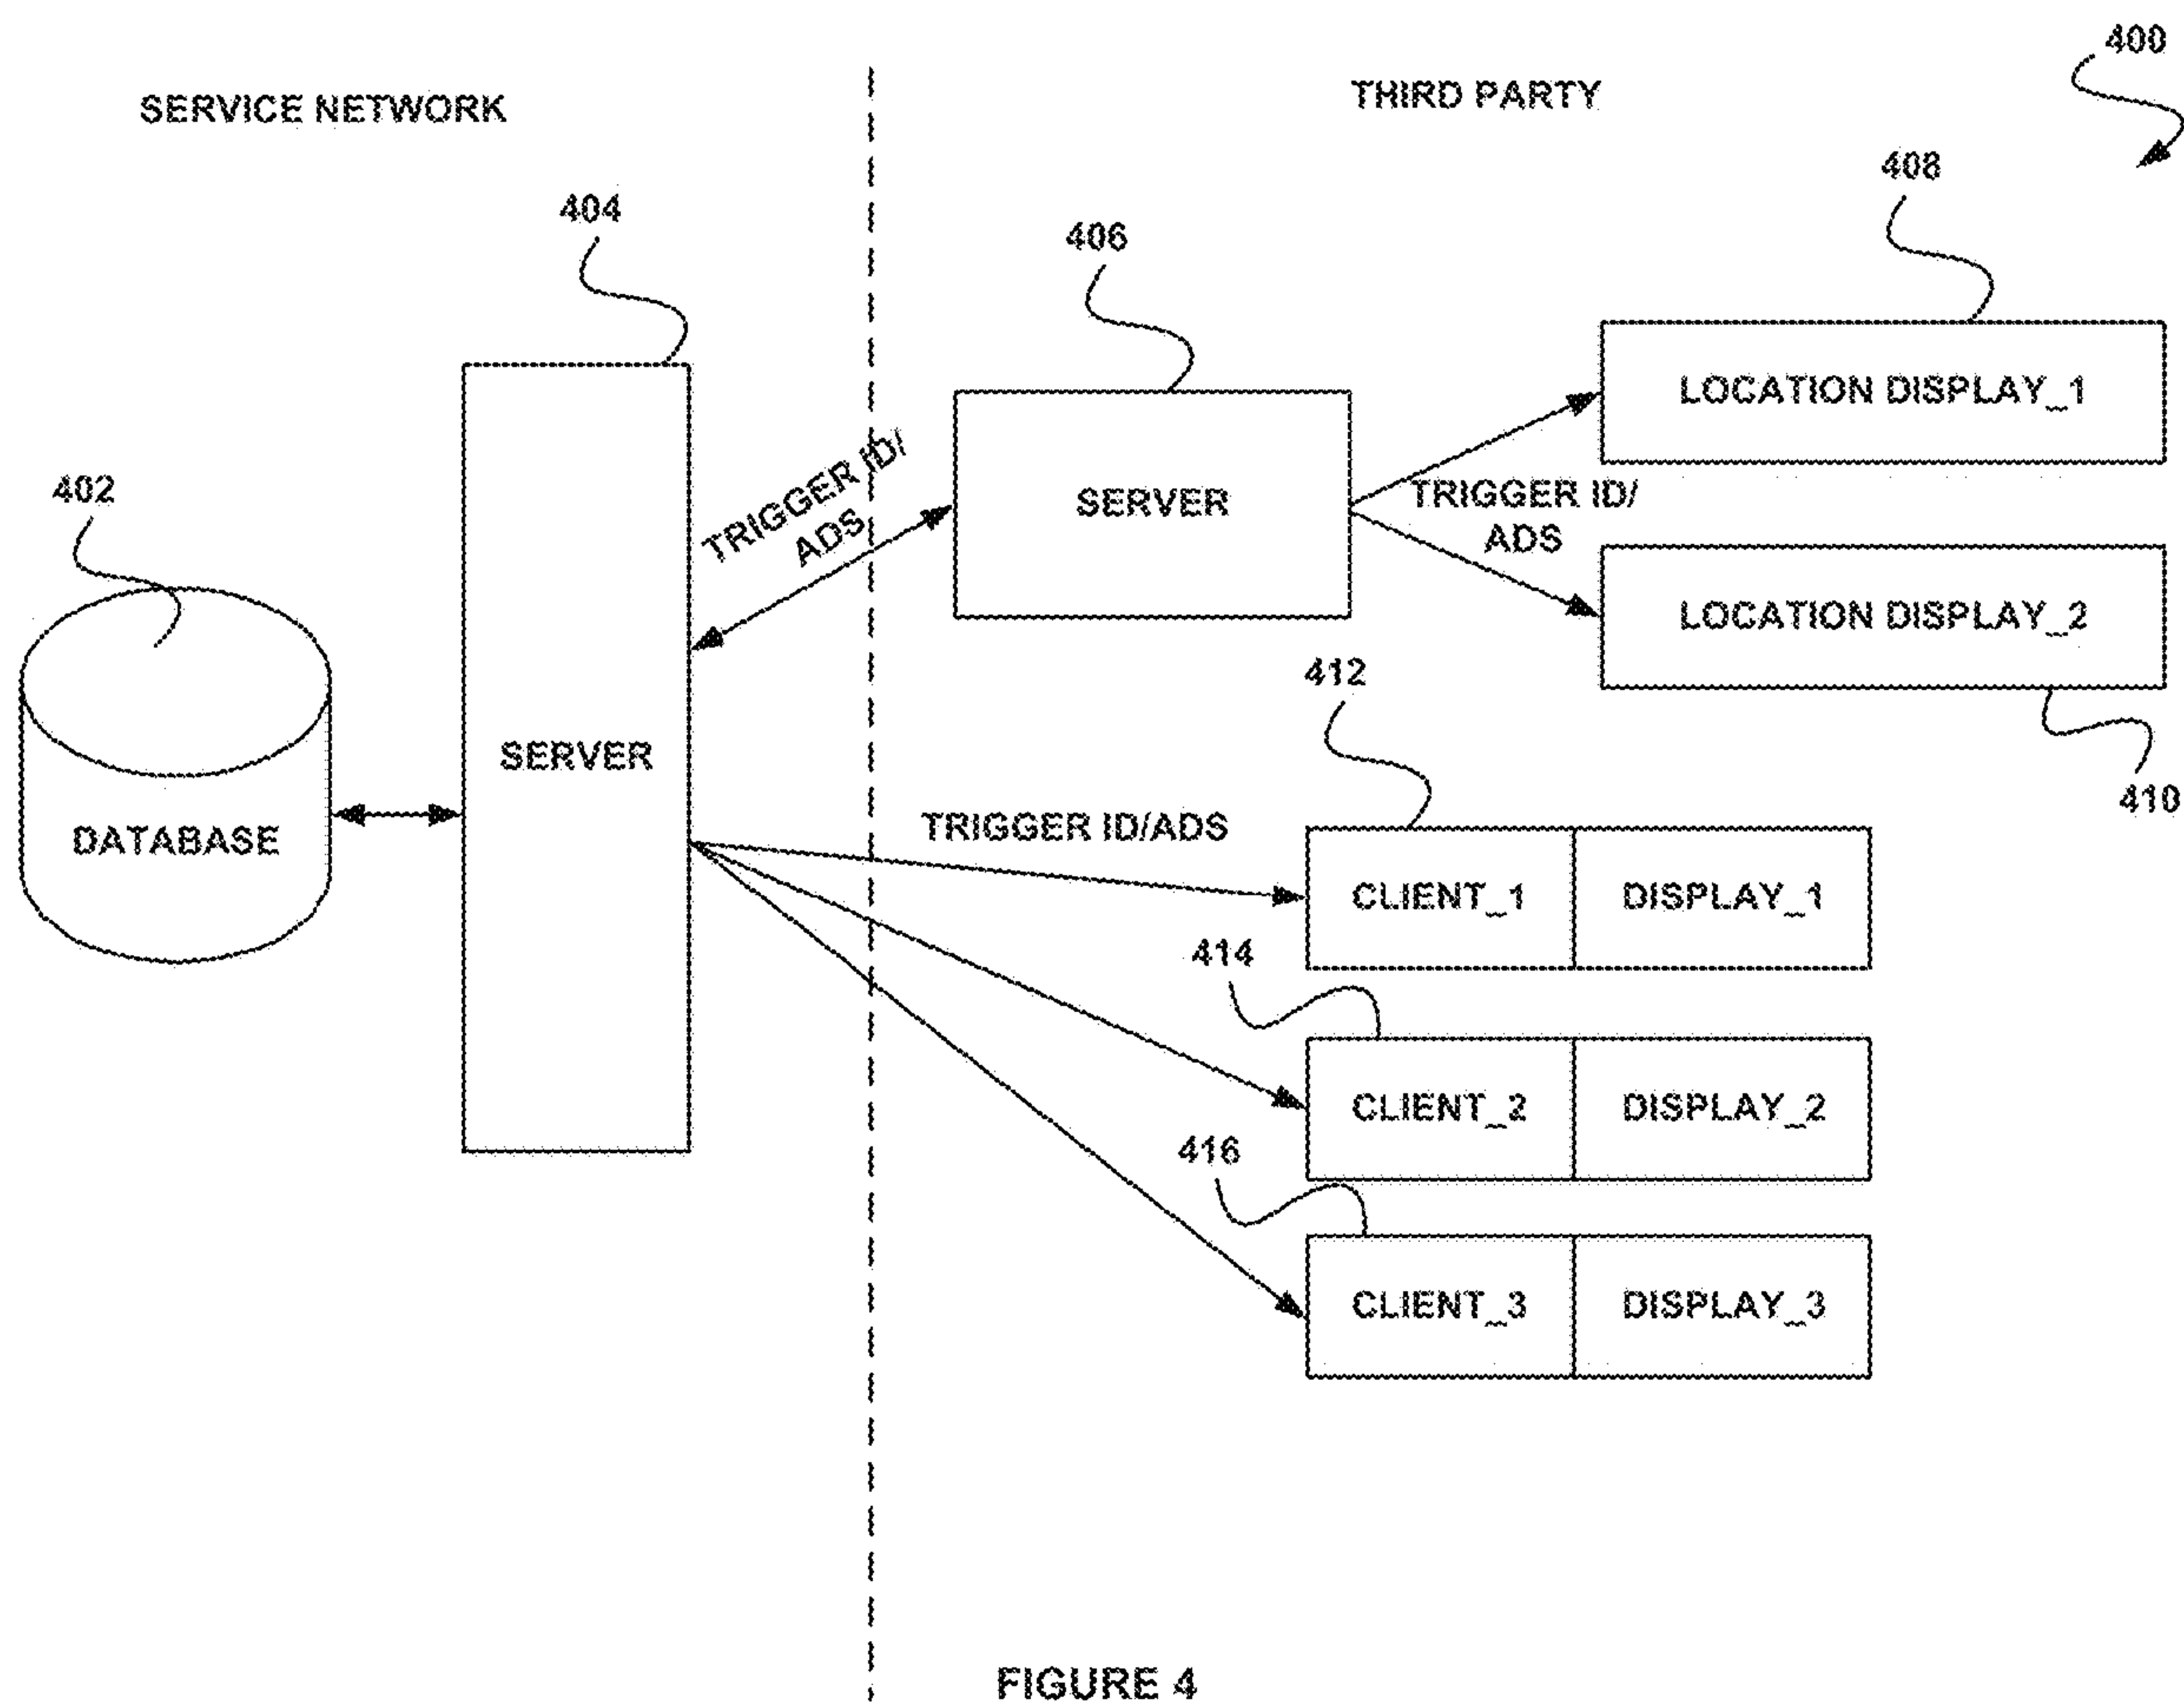 400
SERVICE NETWORK
THIRD PARTY
408
404
406
LOCATION DISPLAY_1
TRIGGER ID/
ADS
402
SERVER
TRIGGER ID/
ADS
LOCATION DISPLAY_2
412
410
SERVER
DATABASE
TRIGGER ID/ADS
CLIENT_1
DISPLAY_1
414
CLIENT_2
DISPLAY_2
416
CLIENT_3
DISPLAY_3
FIGURE 4